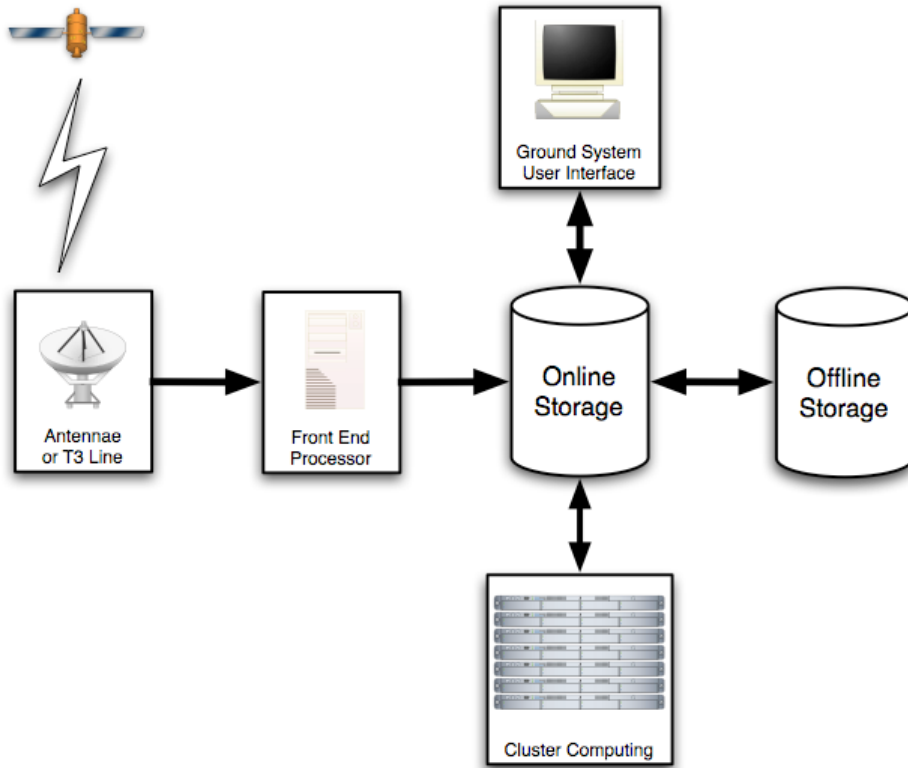 Ground System
User Interface
Antennae
or T3 Line
Front End
Processor
Online
Storage
Offline
Storage
Cluster Computing